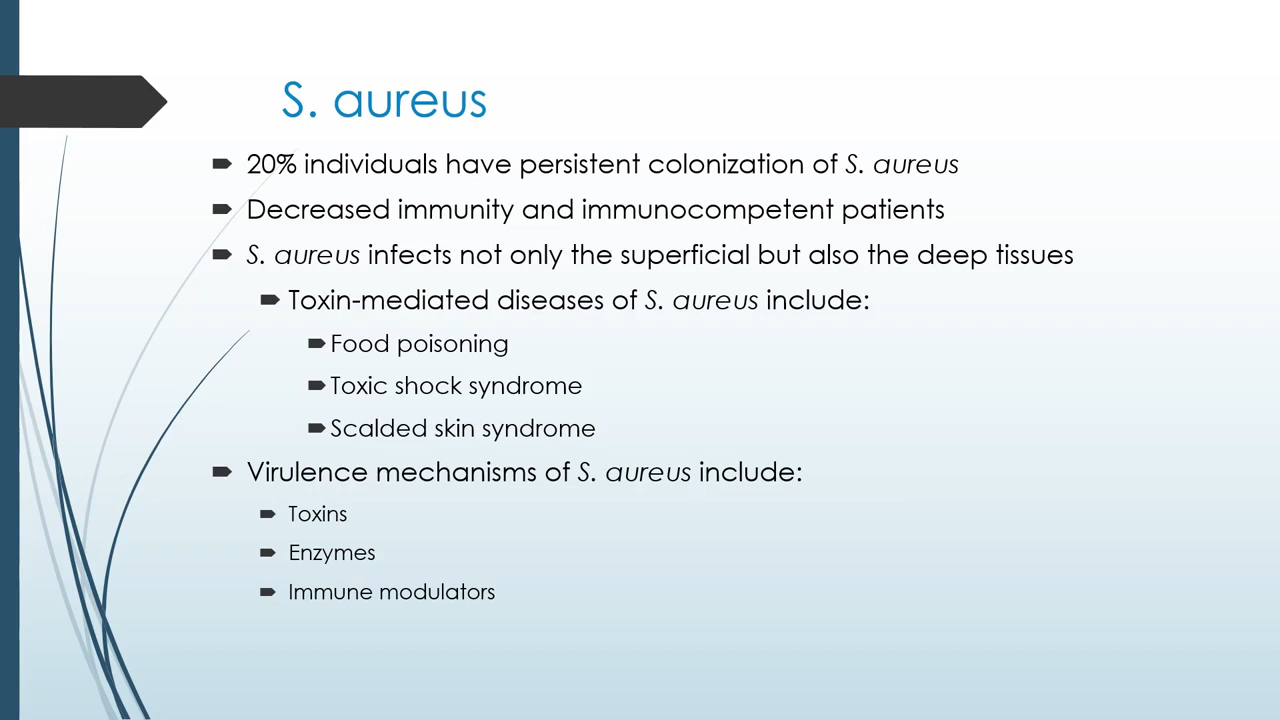 S. aureus
20% individuals have persistent colonization of S. aureus
Decreased immunity and immunocompetent patients
S. aureus infects not only the superficial but also the deep tissues
Toxin-mediated diseases of S. aureus include:
Food poisoning
Toxic shock syndrome
Scalded skin syndrome
Virulence mechanisms of S. aureus include:
Toxins
Enzymes
Immune modulators